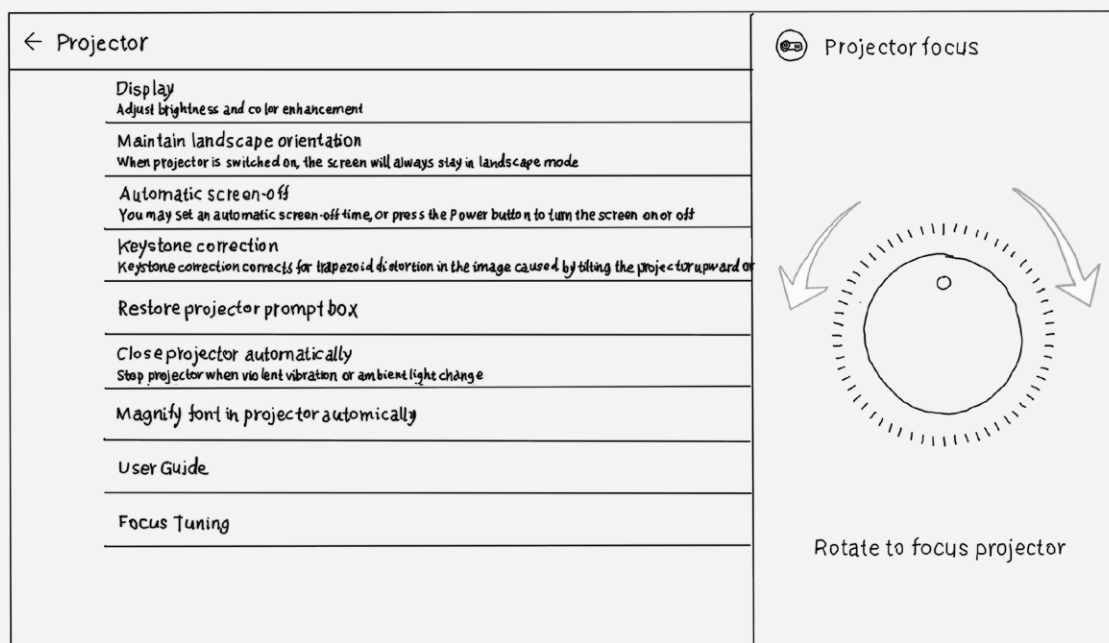 Projector
Display
Adjust brightness and color enhancement
Maintain landscape orientation
When projector is switched on, the screen will always stay in landscape mode
Automatic screen-off
You may set an automatic screen-off time, or press the Power button to turn the screen on or off
Keystone correction
Keystone correction corrects for trapezoid distortion in the image caused by tilting the projector upward or
Restore projector prompt box
Close projector automatically
Stop projector when violent vibration or ambient light change
Magnify font in projector automically
User Guide
Focus Tuning
Projector focus
Rotate to focus projector